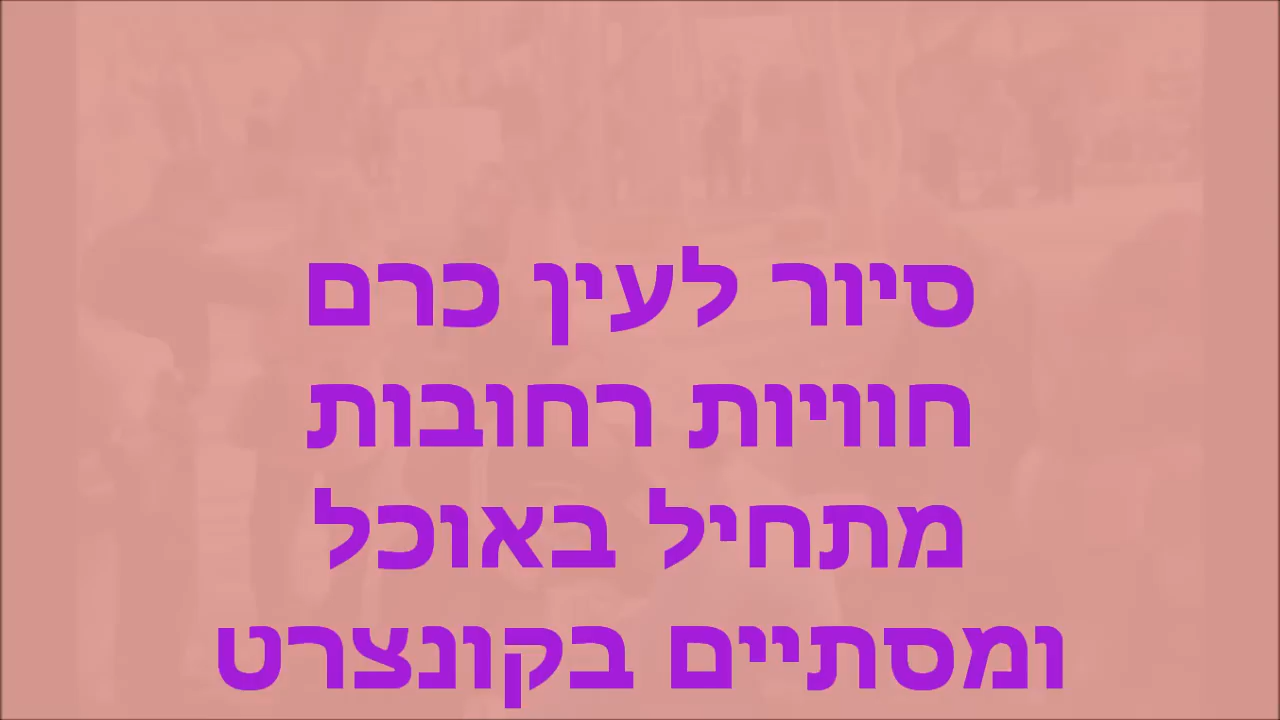 סיור לעין כרם
חוויות רחובות
מתחיל באוכל
ומסתיים בקונצרט